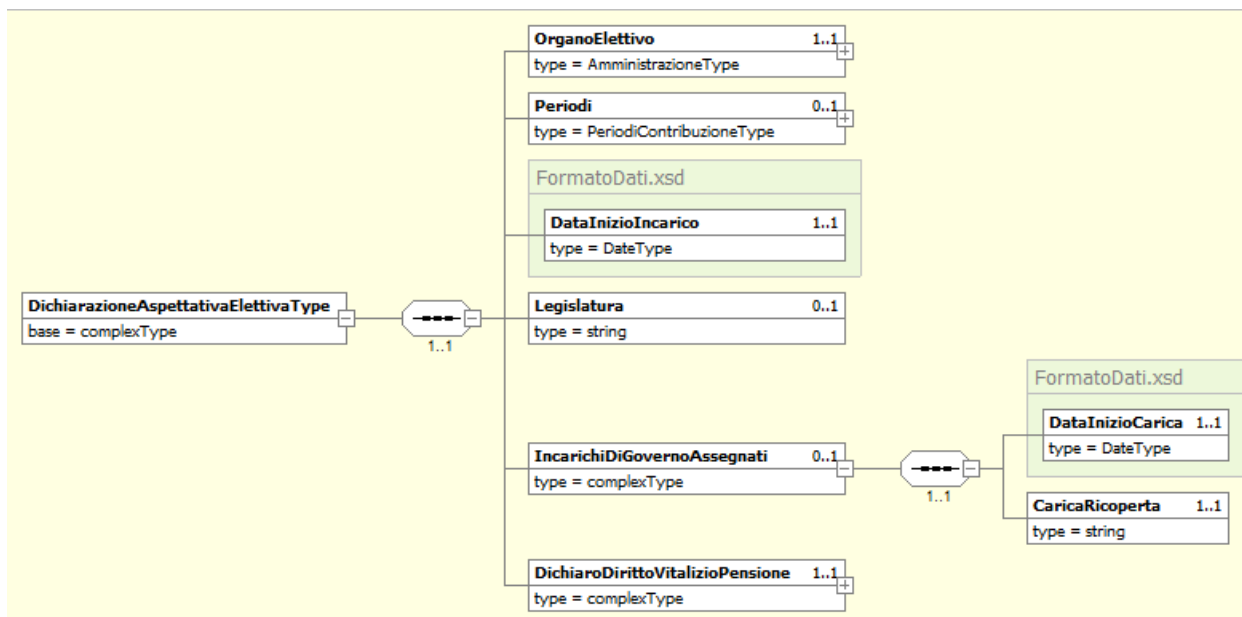 OrganoElettivo 1..1
type = AmministrazioneType
Periodi 0..1
type = PeriodiContribuzioneType
FormatoDati.xsd
DataInizioIncarico 1..1
type = DateType
DichiarazioneAspettativaElettivaType
base = complexType
1..1
Legislatura 0..1
type = string
IncarichiDiGovernoAssegnati 0..1
type = complexType
1..1
FormatoDati.xsd
DataInizioCarica 1..1
type = DateType
CaricaRicoperta 1..1
type = string
DichiaroDirittoVitalizioPensione 1..1
type = complexType